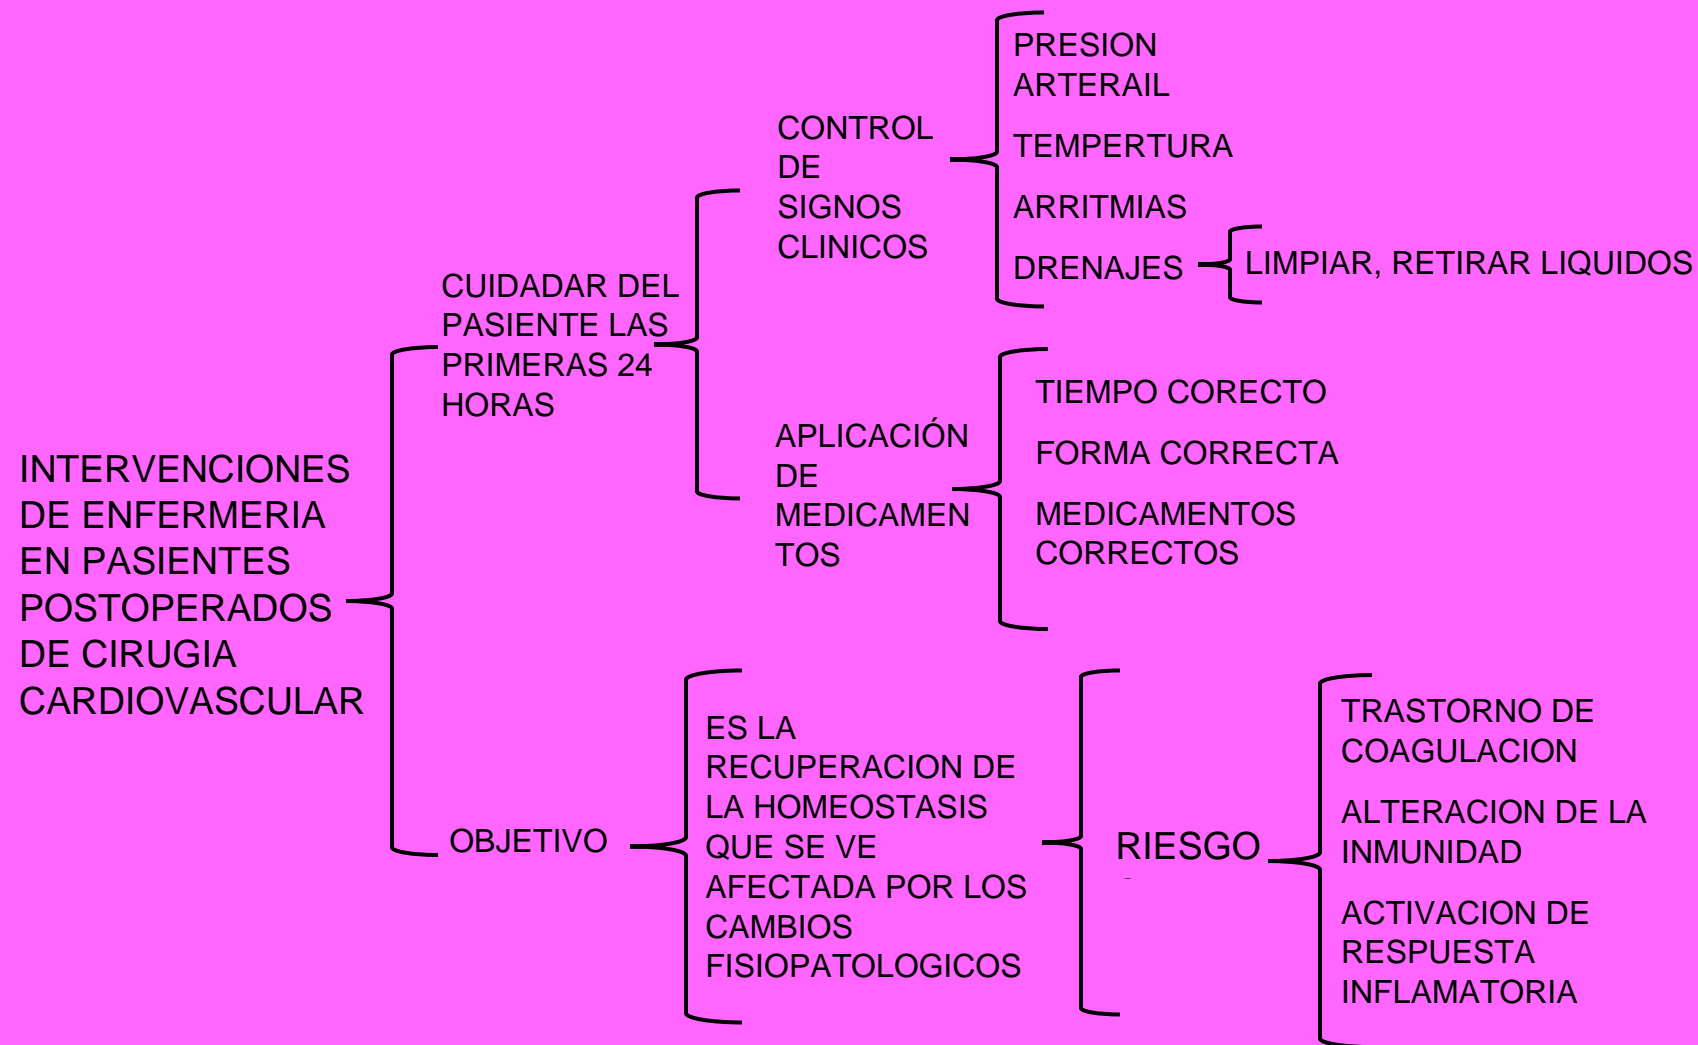 INTERVENCIONES
DE ENFERMERIA
EN PASIENTES
POSTOPERADOS
DE CIRUGIA
CARDIOVASCULAR
CUIDADAR DEL
PASIENTE LAS
PRIMERAS 24
HORAS
CONTROL
DE
SIGNOS
CLINICOS
PRESION
ARTERAIL
TEMPERTURA
ARRITMIAS
DRENAJES
LIMPIAR, RETIRAR LIQUIDOS
APLICACIÓN
DE
MEDICAMEN
TOS
TIEMPO CORECTO
FORMA CORRECTA
MEDICAMENTOS
CORRECTOS
OBJETIVO
ES LA
RECUPERACION DE
LA HOMEOSTASIS
QUE SE VE
AFECTADA POR LOS
CAMBIOS
FISIOPATOLOGICOS
RIESGO
TRASTORNO DE
COAGULACION
ALTERACION DE LA
INMUNIDAD
ACTIVACION DE
RESPUESTA
INFLAMATORIA